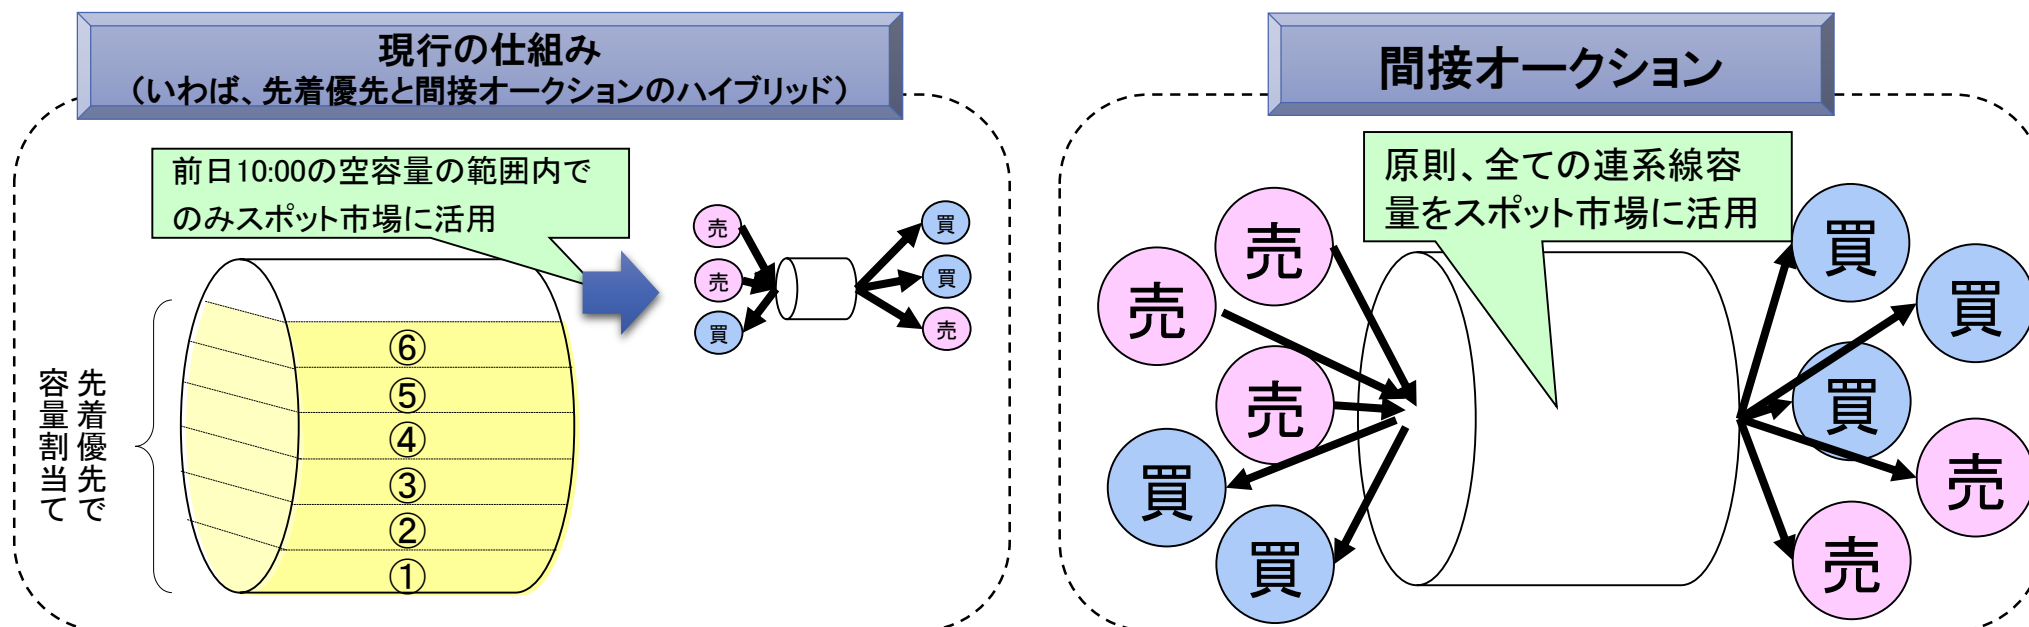 現行の仕組み
（いわば、先着優先と間接オークションのハイブリッド）
前日10:00の空容量の範囲内で
のみスポット市場に活用
売
売
買
買
買
売
⑥
⑤
④
③
②
①
先着優先で
容量割当て
間接オークション
原則、全ての連系線容
量をスポット市場に活用
売
売
売
買
買
買
買
買
売
売